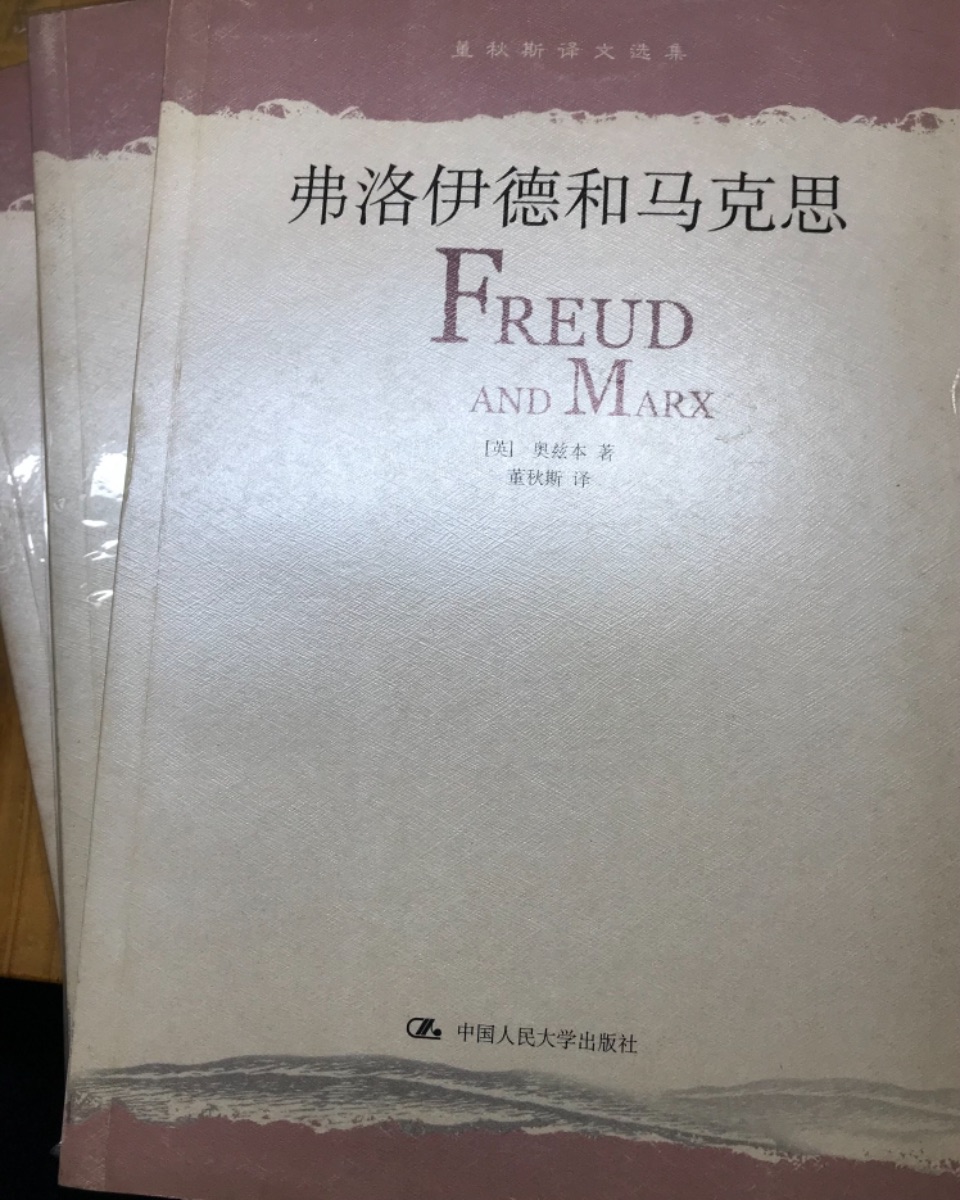 董秋斯译文选集
弗洛伊德和马克思
FREUD
AND MARX
[英] 奥兹本 著
董秋斯 译
中国人民大学出版社